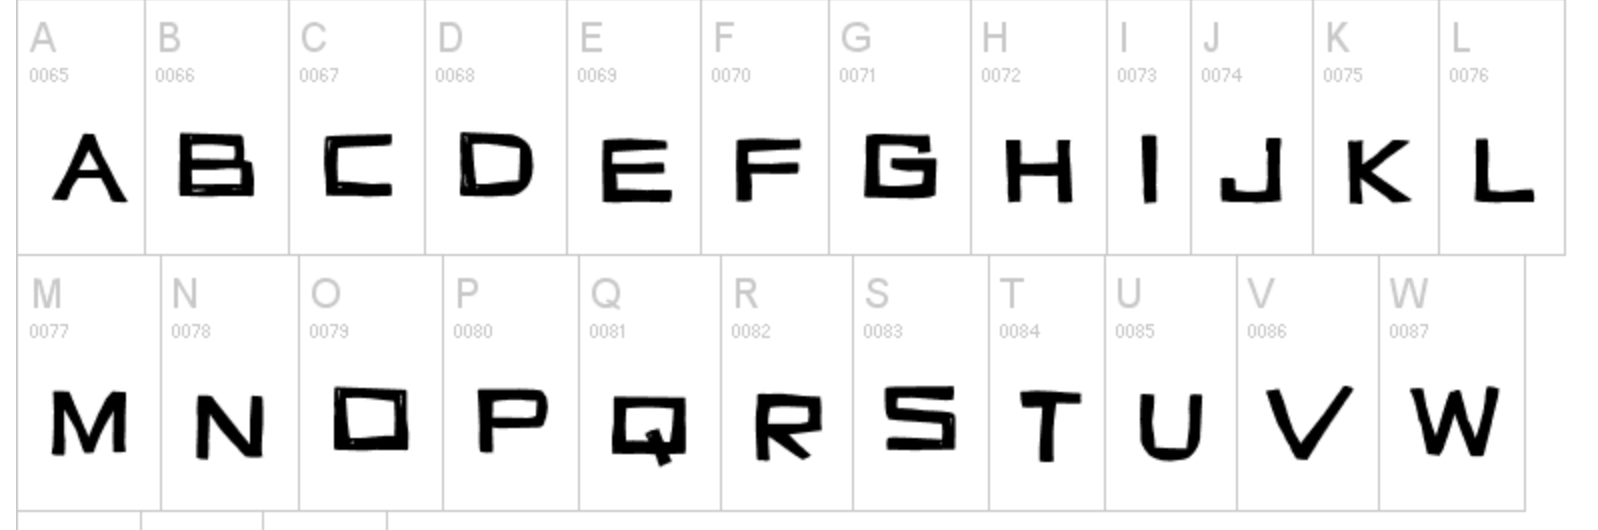 A B C D E F G H I J K L
0065 0066 0067 0068 0069 0070 0071 0072 0073 0074 0075 0076
A B C D E F G H I J K L
M N O P Q R S T U V W
0077 0078 0079 0080 0081 0082 0083 0084 0085 0086 0087
M N O P Q R S T U V W